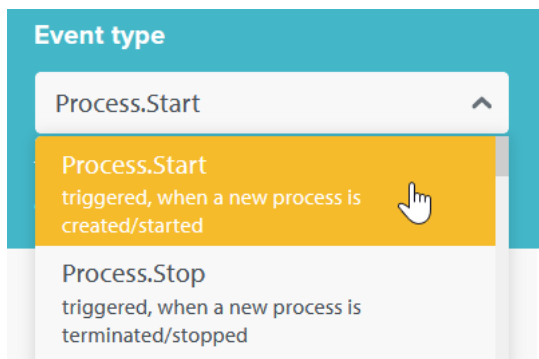 Event type
Process.Start
Process.Start
triggered, when a new process is
created/started
Process.Stop
triggered, when a new process is
terminated/stopped